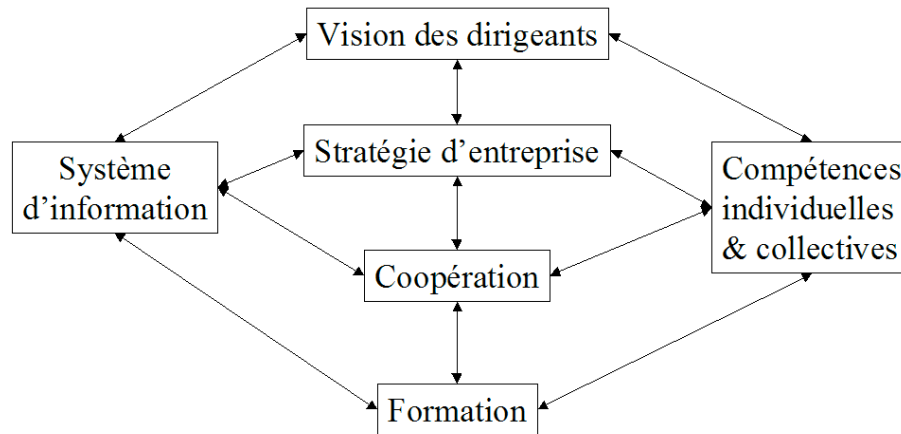 Vision des dirigeants
Stratégie d’entreprise
Système
d’information
Compétences
individuelles
& collectives
Coopération
Formation